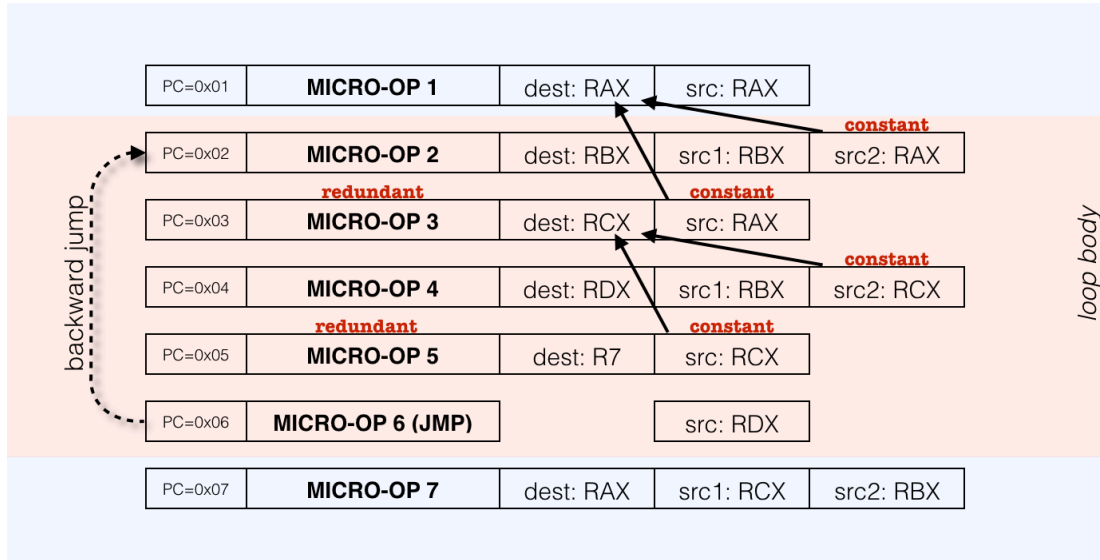 PC=0x01 MICRO-OP 1 dest: RAX src: RAX
constant
PC=0x02 MICRO-OP 2 dest: RBX src1: RBX src2: RAX
redundant constant
PC=0x03 MICRO-OP 3 dest: RCX src: RAX
constant
PC=0x04 MICRO-OP 4 dest: RDX src1: RBX src2: RCX
redundant constant
PC=0x05 MICRO-OP 5 dest: R7 src: RCX
PC=0x06 MICRO-OP 6 (JMP) src: RDX
PC=0x07 MICRO-OP 7 dest: RAX src1: RCX src2: RBX
backward jump
loop body